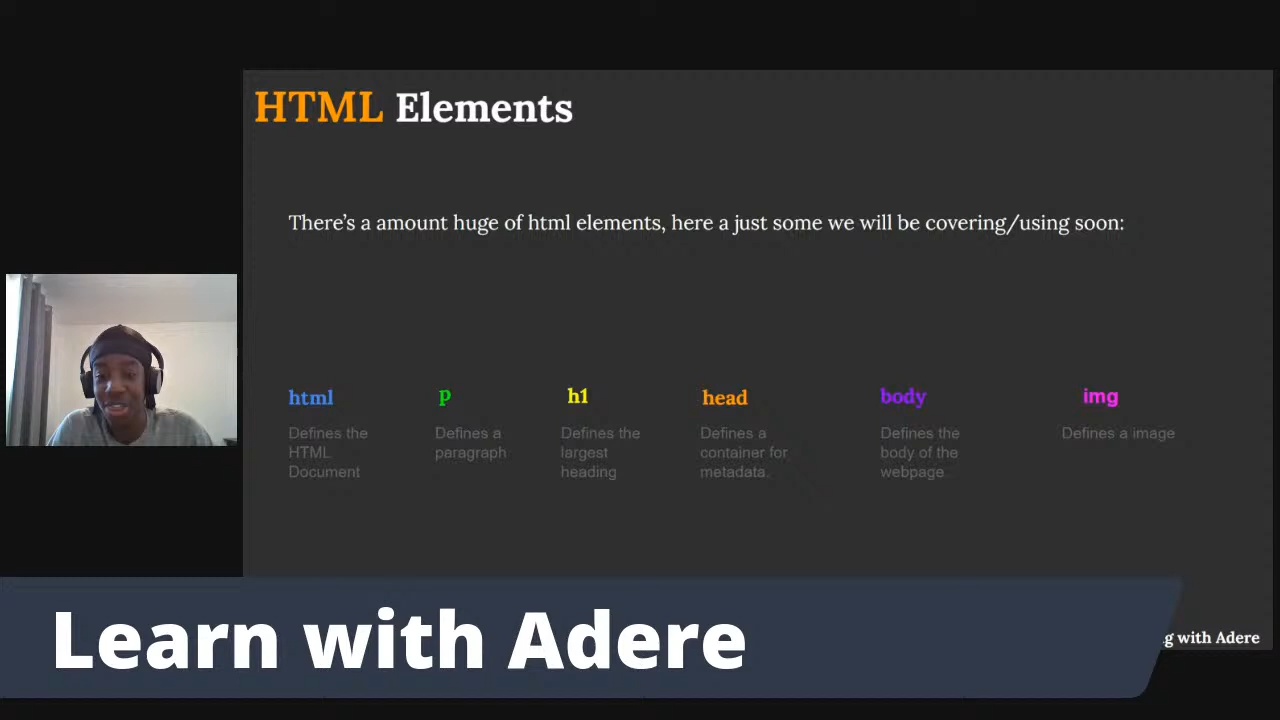 HTML Elements
There's a amount huge of html elements, here a just some we will be covering/using soon:
html
Defines the
HTML
Document
p
Defines a
paragraph
h1
Defines the
largest
heading
head
Defines a
container for
metadata.
body
Defines the
body of the
webpage
img
Defines a image
Learn with Adere
g with Adere